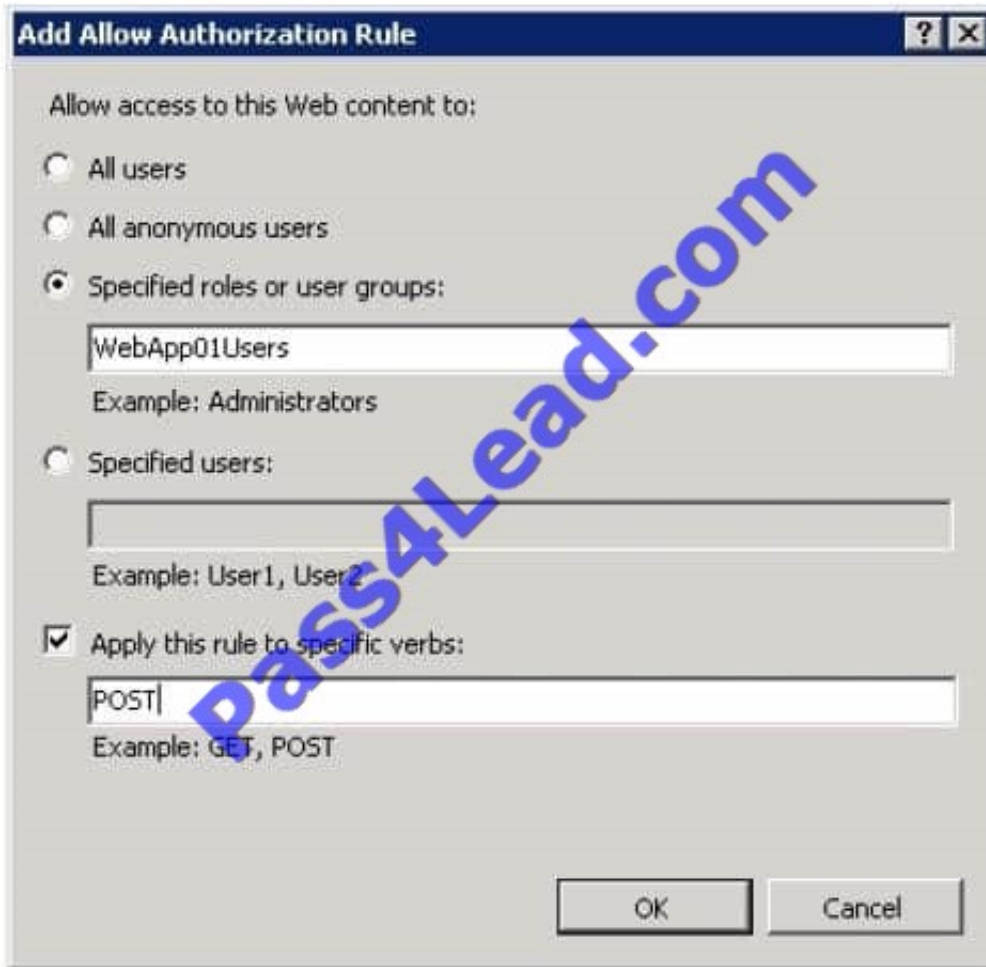 Add Allow Authorization Rule
Allow access to this Web content to:
All users
All anonymous users
Specified roles or user groups:
WebApp01Users
Example: Administrators
Specified users:
Example: User1, User2
Apply this rule to specific verbs:
POST
Example: GET, POST
OK Cancel
Pass4Lead.com